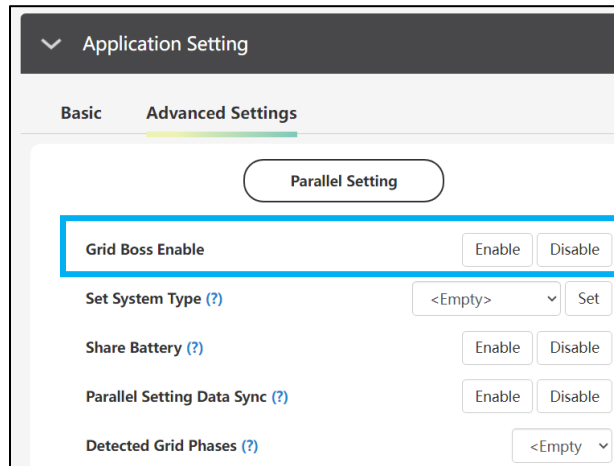 Application Setting
Basic Advanced Settings
Parallel Setting
Grid Boss Enable Enable Disable
Set System Type (?) <Empty> Set
Share Battery (?) Enable Disable
Parallel Setting Data Sync (?) Enable Disable
Detected Grid Phases (?) <Empty